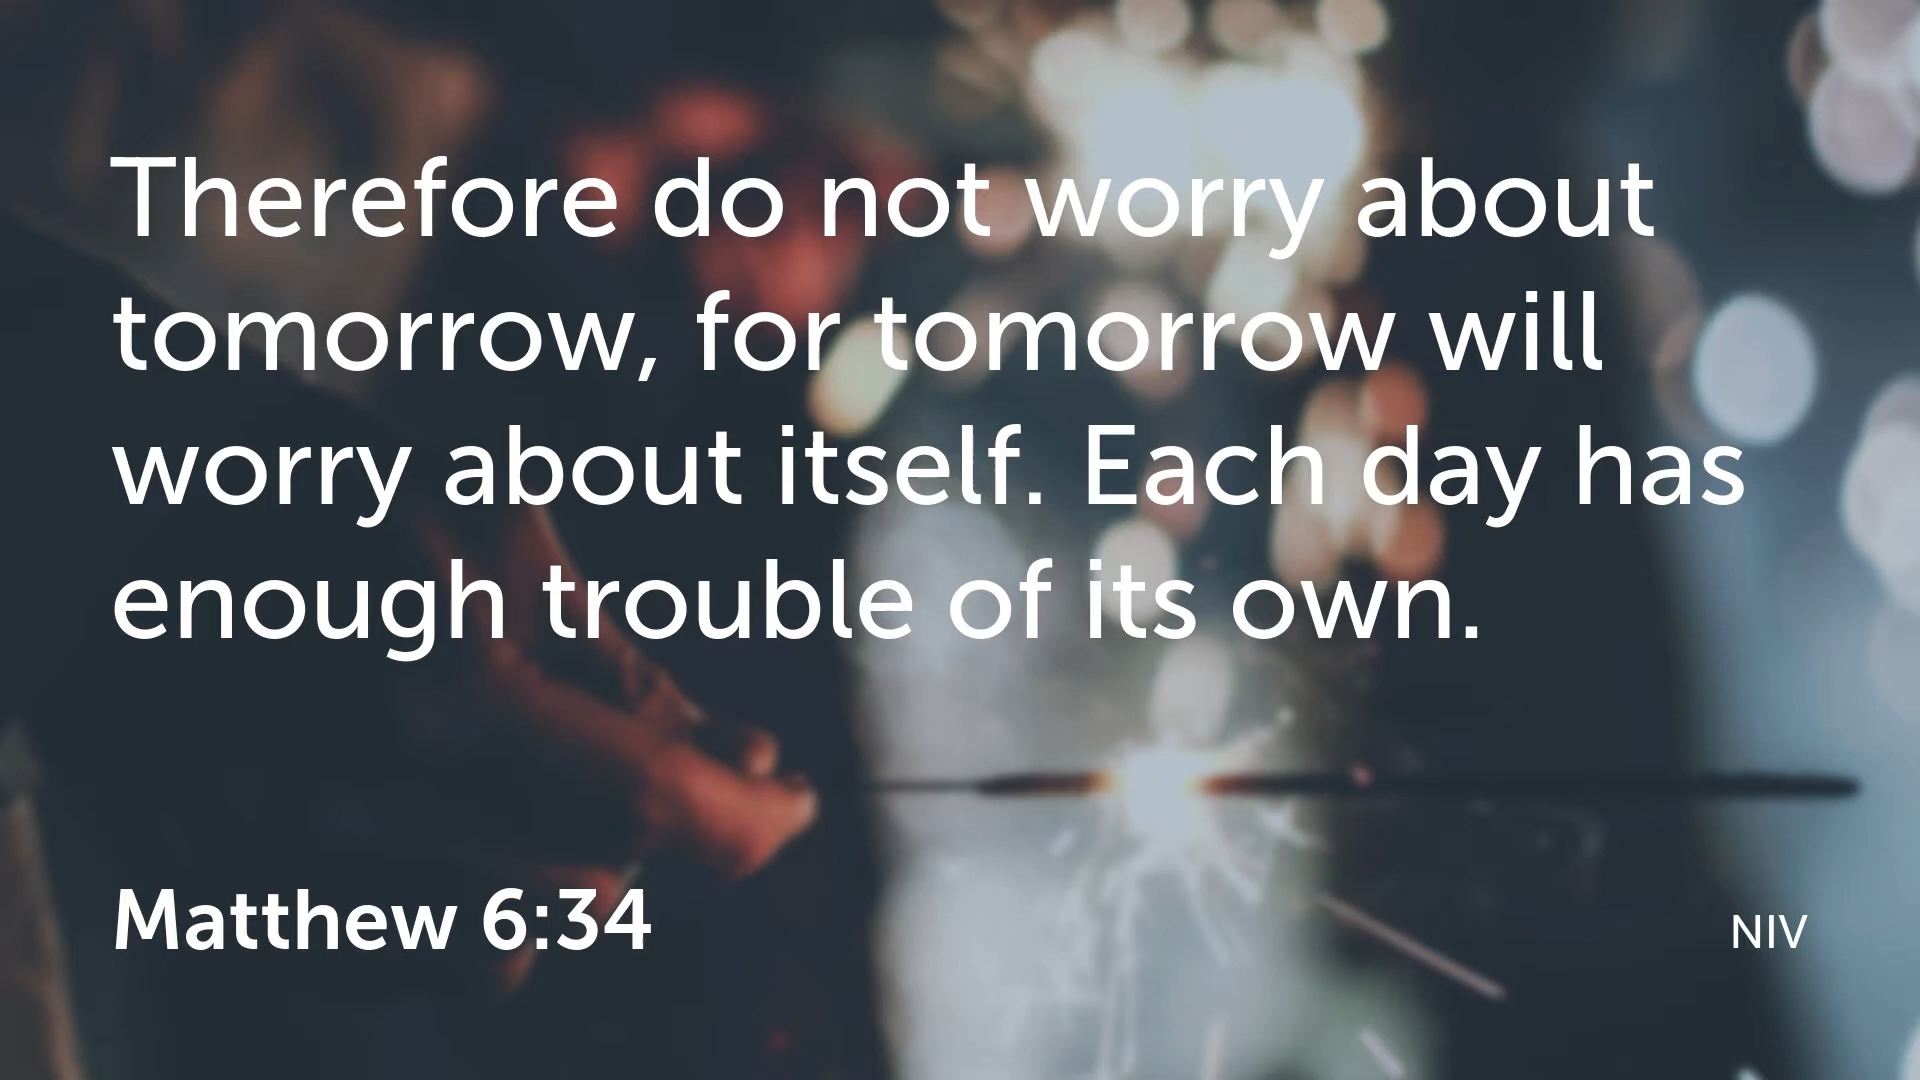 Therefore do not worry about
tomorrow, for tomorrow will
worry about itself. Each day has
enough trouble of its own.
Matthew 6:34
NIV